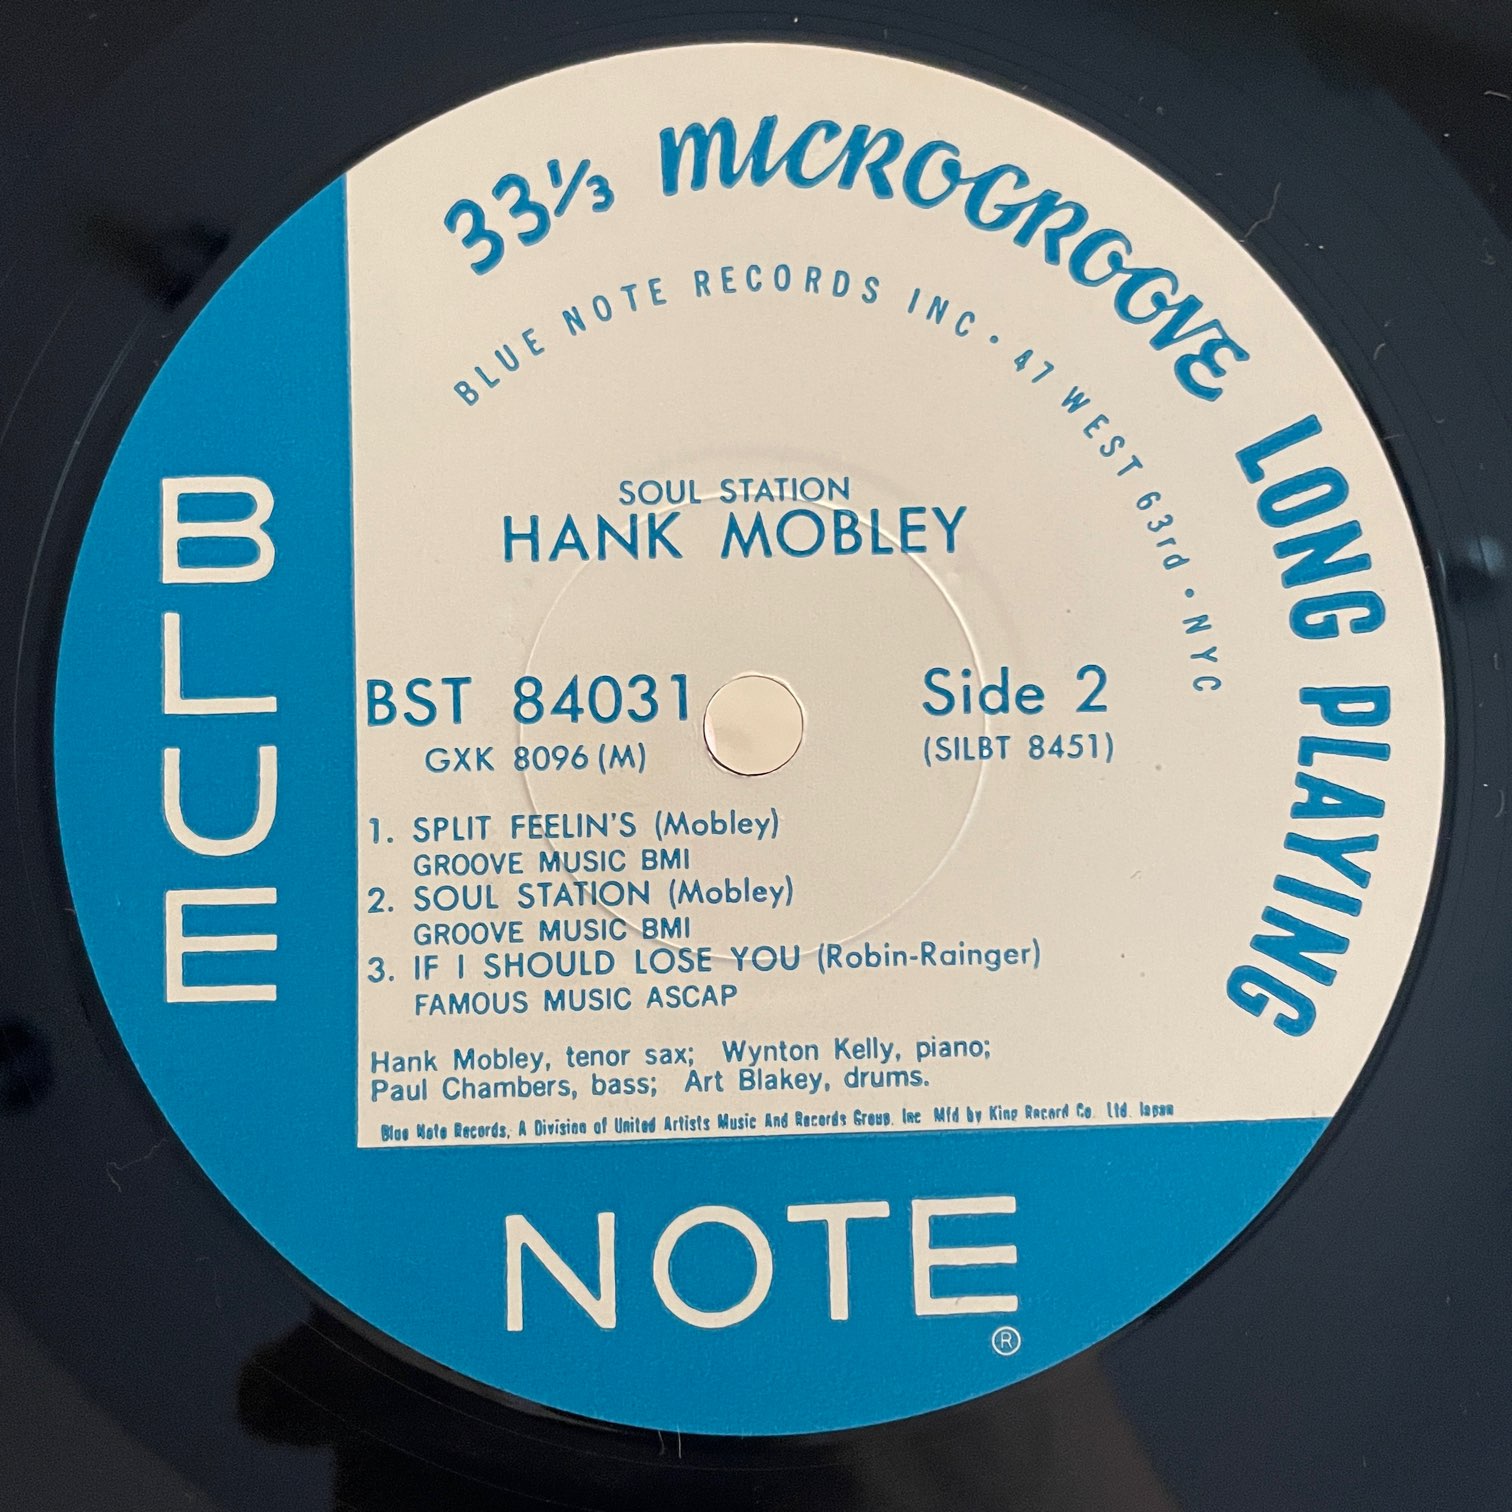 33⅓ MICROGROOVE LONG PLAYING
BLUE NOTE RECORDS INC • 47 WEST 63rd • NYC
SOUL STATION
HANK MOBLEY
BST 84031
GXK 8096 (M)
Side 2
(SILBT 8451)
1. SPLIT FEELIN'S (Mobley)
GROOVE MUSIC BMI
2. SOUL STATION (Mobley)
GROOVE MUSIC BMI
3. IF I SHOULD LOSE YOU (Robin-Rainger)
FAMOUS MUSIC ASCAP
Hank Mobley, tenor sax; Wynton Kelly, piano;
Paul Chambers, bass; Art Blakey, drums.
Blue Note Records, A Division of United Artists Music And Records Group. Inc Mfd by King Record Co. Ltd. Japan
BLUE
NOTE
®